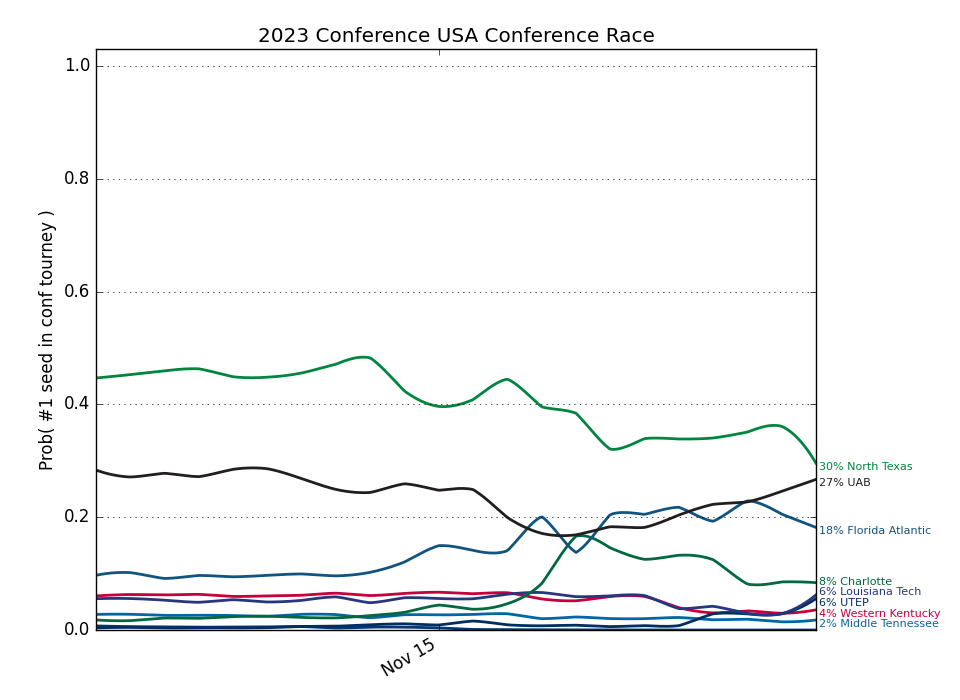 2023 Conference USA Conference Race
1.0
0.8
0.6
0.4
0.2
0.0
Prob( #1 seed in conf tourney )
Nov 15
30% North Texas
27% UAB
18% Florida Atlantic
8% Charlotte
6% Louisiana Tech
6% UTEP
4% Western Kentucky
2% Middle Tennessee